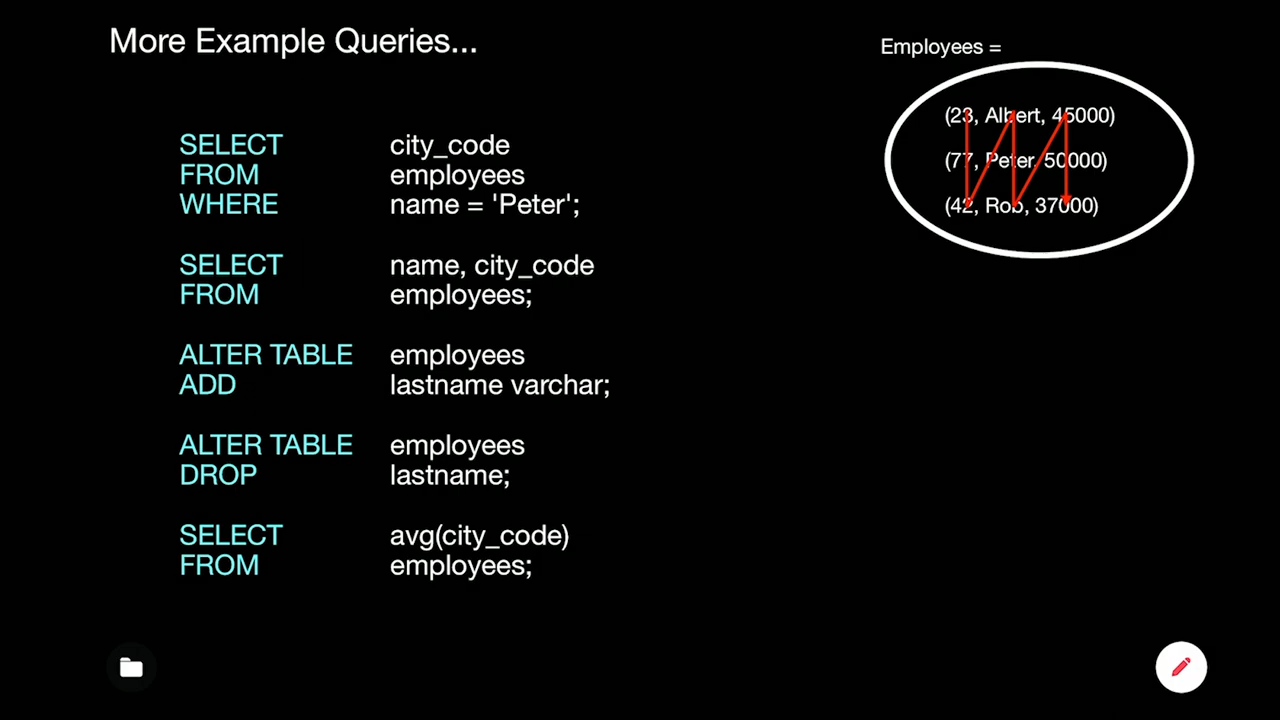 More Example Queries...
Employees =
(23, Albert, 45000)
(77, Peter, 50000)
(42, Rob, 37000)
SELECT city_code
FROM employees
WHERE name = 'Peter';
SELECT name, city_code
FROM employees;
ALTER TABLE employees
ADD lastname varchar;
ALTER TABLE employees
DROP lastname;
SELECT avg(city_code)
FROM employees;